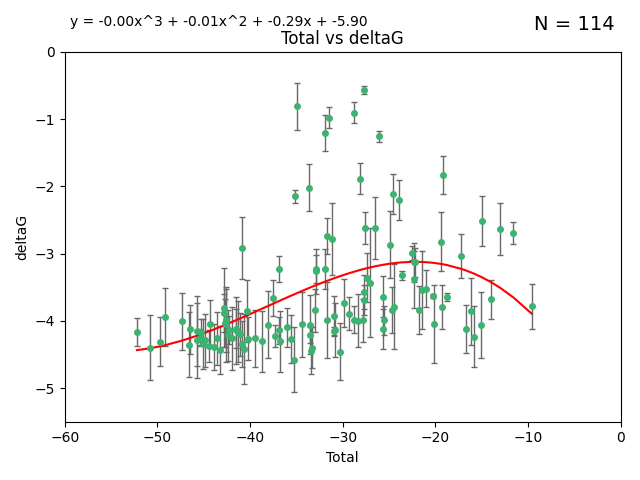 y = -0.00x^3 + -0.01x^2 + -0.29x + -5.90
N = 114
Total vs deltaG
0
−1
−2
−3
−4
−5
deltaG
−60
−50
−40
−30
−20
−10
0
Total